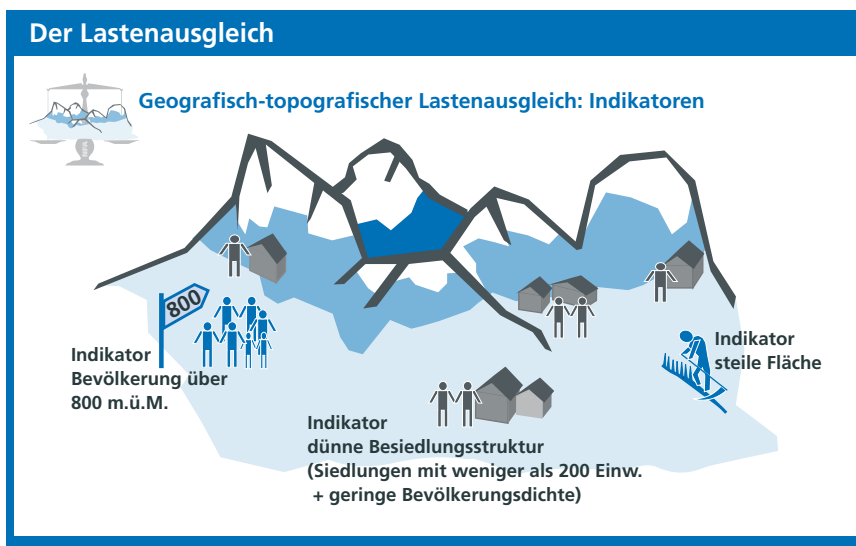 Der Lastenausgleich
Geografisch-topografischer Lastenausgleich: Indikatoren
800
Indikator
Bevölkerung über
800 m.ü.M.
Indikator
steile Fläche
Indikator
dünne Besiedlungsstruktur
(Siedlungen mit weniger als 200 Einw.
+ geringe Bevölkerungsdichte)